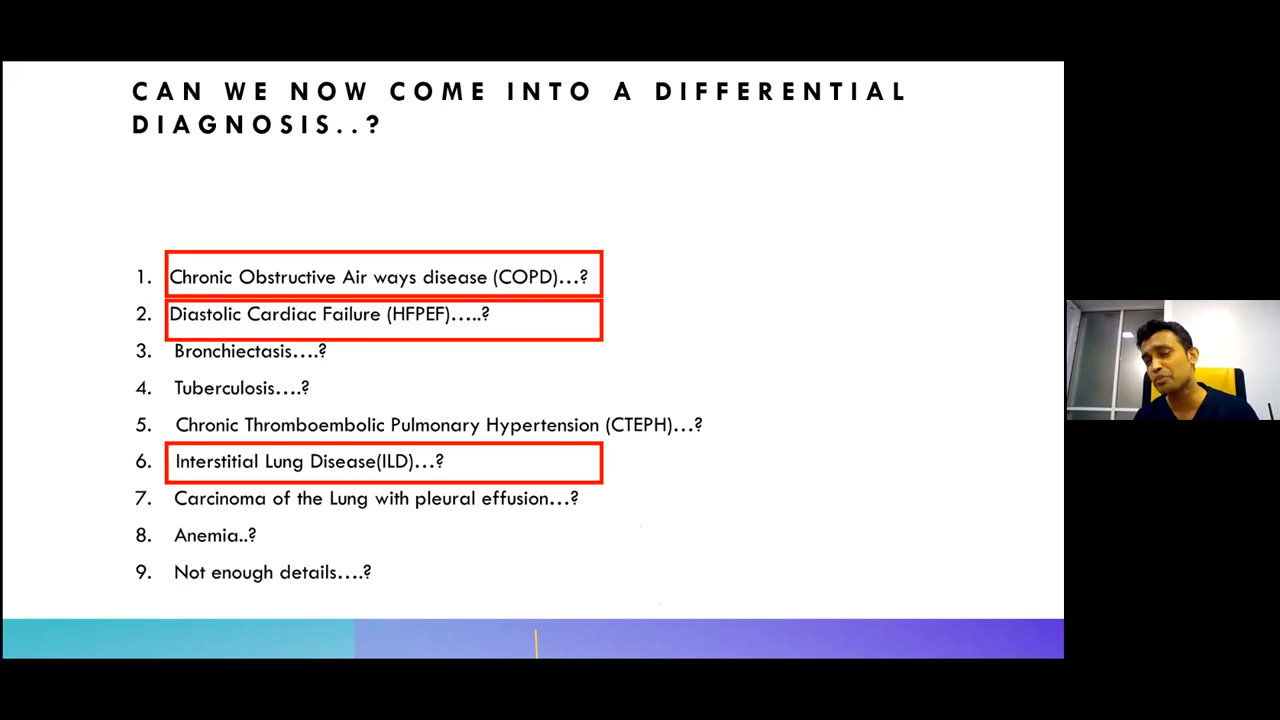 CAN WE NOW COME INTO A DIFFERENTIAL
DIAGNOSIS..?
1. Chronic Obstructive Air ways disease (COPD)...?
2. Diastolic Cardiac Failure (HFPEF).....?
3. Bronchiectasis....?
4. Tuberculosis....?
5. Chronic Thromboembolic Pulmonary Hypertension (CTEPH)...?
6. Interstitial Lung Disease(ILD)...?
7. Carcinoma of the Lung with pleural effusion...?
8. Anemia..?
9. Not enough details....?